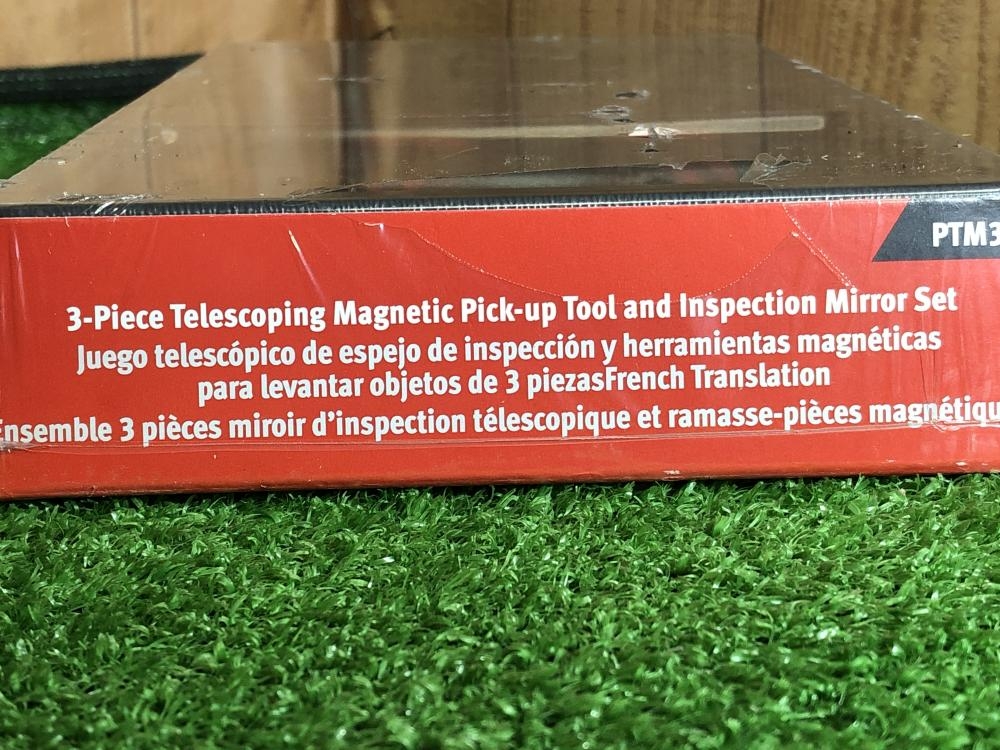 PTM3
3-Piece Telescoping Magnetic Pick-up Tool and Inspection Mirror Set
Juego telescópico de espejo de inspección y herramientas magnéticas
para levantar objetos de 3 piezasFrench Translation
Ensemble 3 pièces miroir d'inspection télescopique et ramasse-pièces magnétiqu